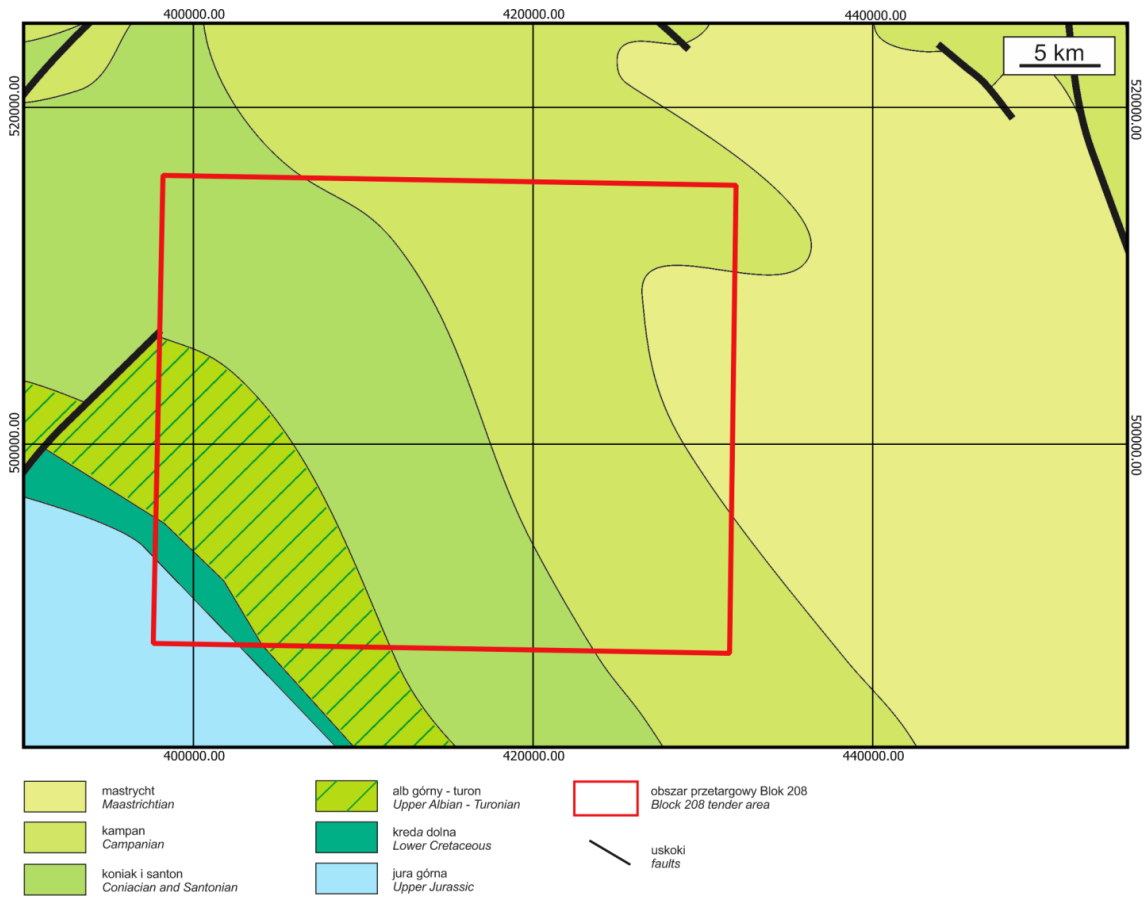 400000.00 420000.00 440000.00
5 km
520000.00 520000.00
500000.00 500000.00
400000.00 420000.00 440000.00
mastrycht
Maastrichtian
kampan
Campanian
koniak i santon
Coniacian and Santonian
alb górny - turon
Upper Albian - Turonian
kreda dolna
Lower Cretaceous
jura górna
Upper Jurassic
obszar przetargowy Blok 208
Block 208 tender area
uskoki
faults